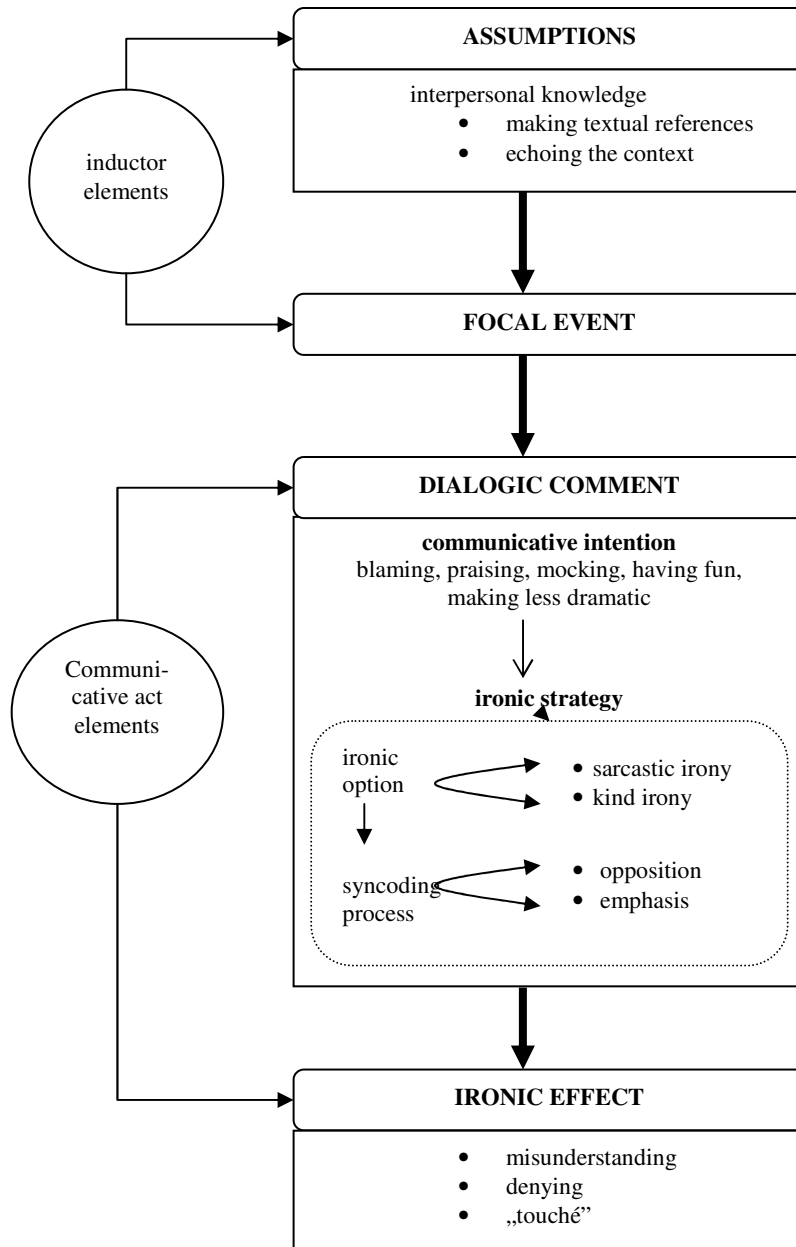 ASSUMPTIONS
interpersonal knowledge
• making textual references
• echoing the context
inductor
elements
FOCAL EVENT
DIALOGIC COMMENT
communicative intention
blaming, praising, mocking, having fun,
making less dramatic
Communi-
cative act
elements
ironic strategy
ironic
option
• sarcastic irony
• kind irony
syncoding
process
• opposition
• emphasis
IRONIC EFFECT
• misunderstanding
• denying
• „touché”